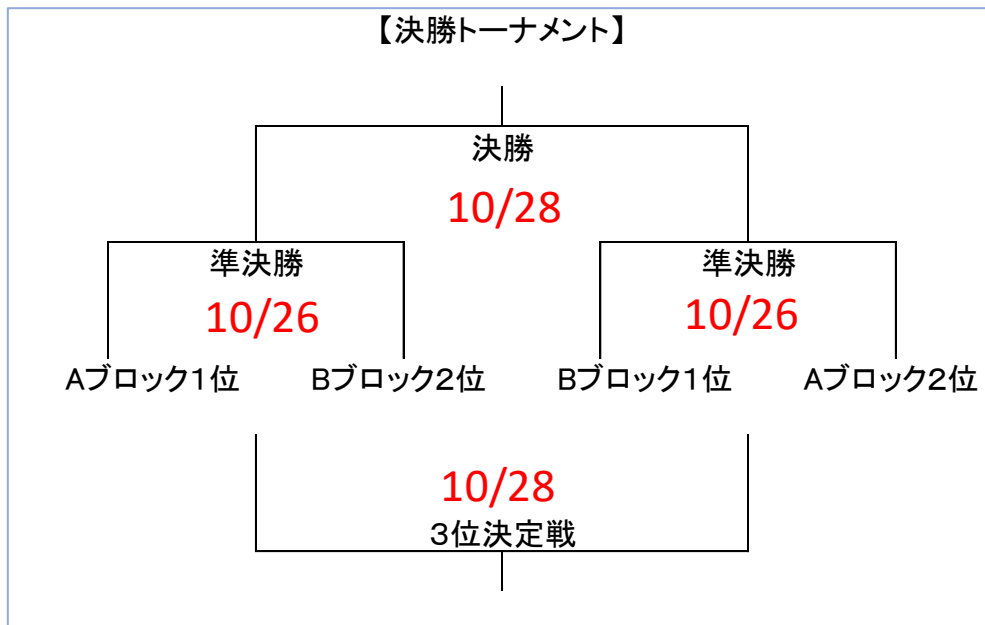 【決勝トーナメント】
決勝
10/28
準決勝
準決勝
10/26
10/26
Aブロック１位
Bブロック２位
Bブロック１位
Aブロック２位
10/28
３位決定戦